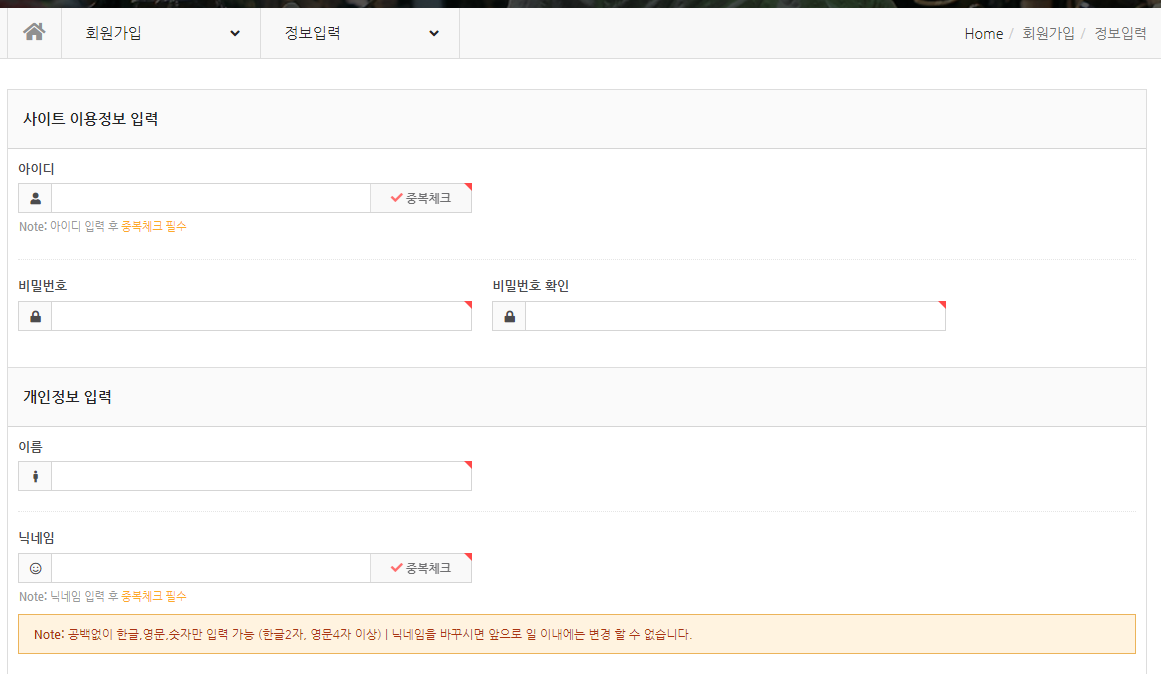 회원가입 정보입력 Home / 회원가입 / 정보입력
사이트 이용정보 입력
아이디
중복체크
Note: 아이디 입력 후 중복체크 필수
비밀번호 비밀번호 확인
개인정보 입력
이름
닉네임
중복체크
Note: 닉네임 입력 후 중복체크 필수
Note: 공백없이 한글,영문,숫자만 입력 가능 (한글2자, 영문4자 이상) | 닉네임을 바꾸시면 앞으로 일 이내에는 변경 할 수 없습니다.